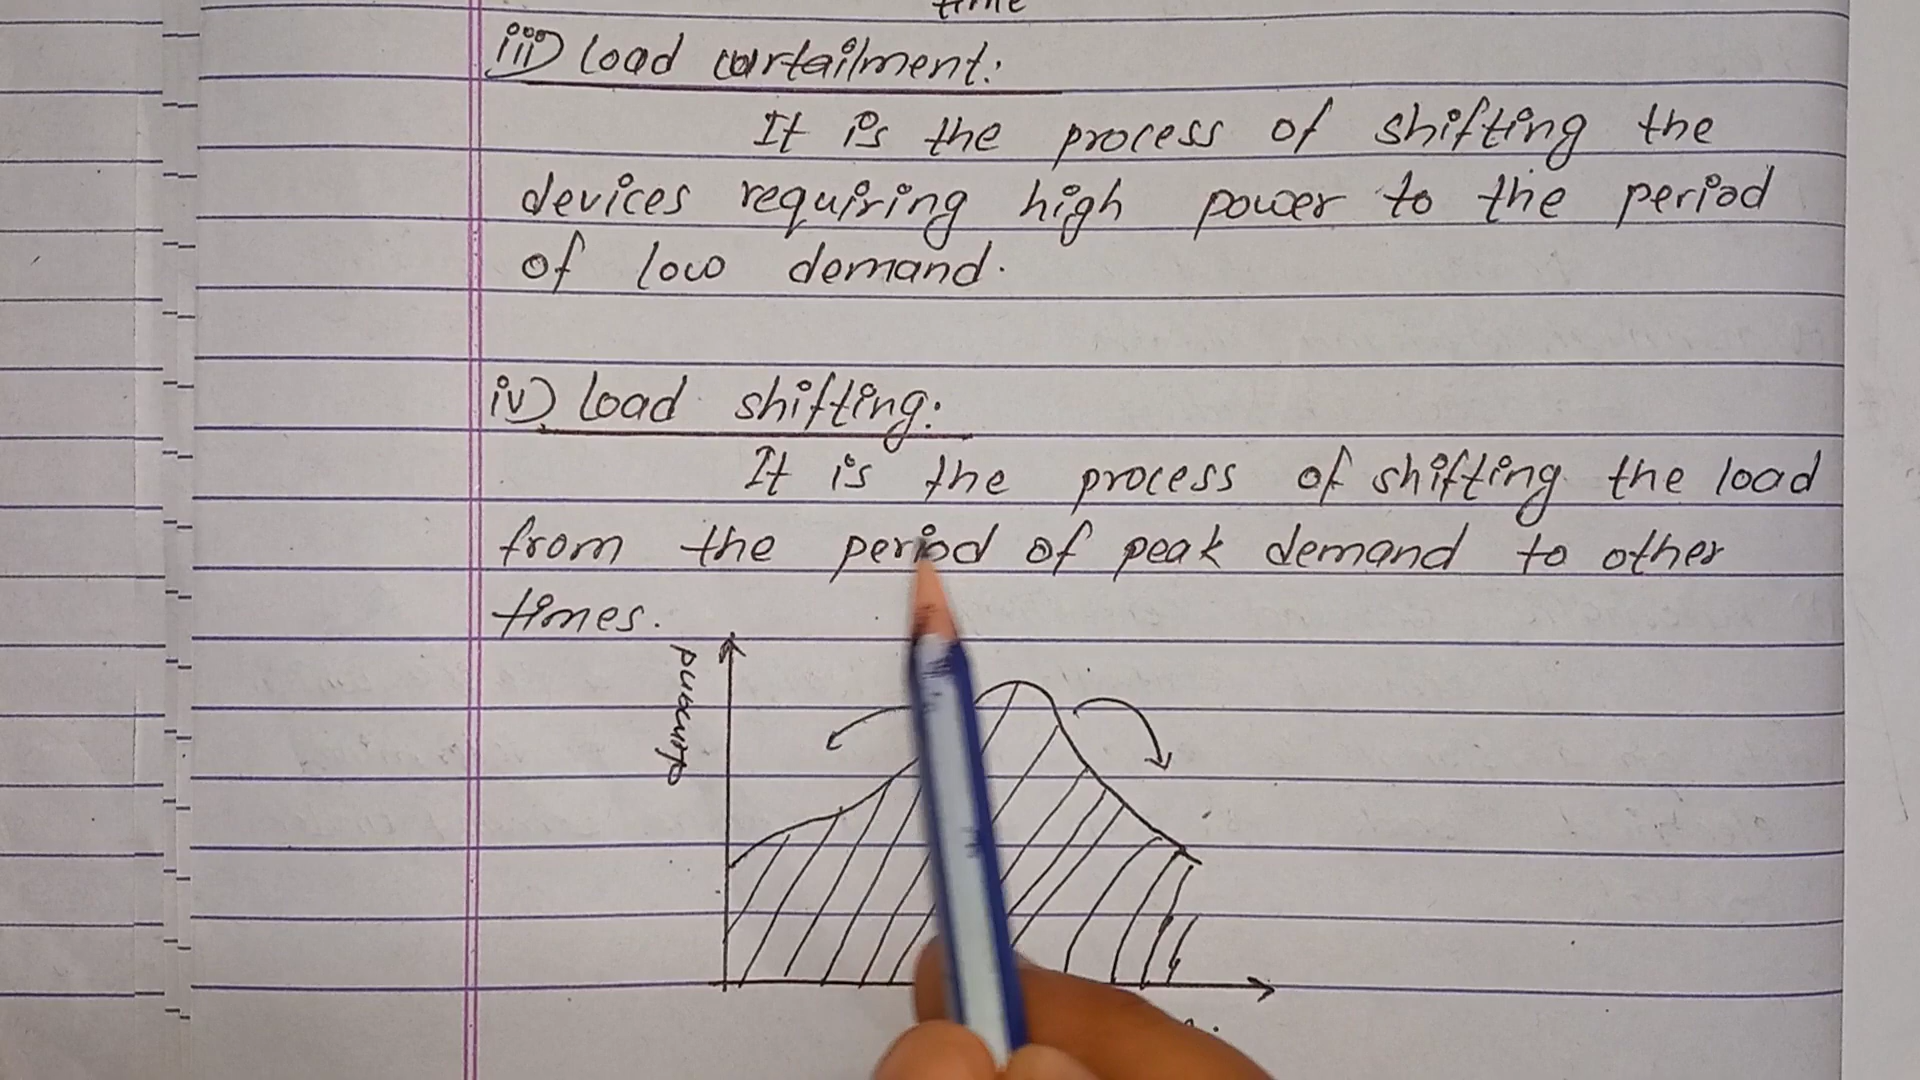 time
iii) Load curtailment:
It is the process of shifting the
devices requiring high power to the period
of low demand.
iv) Load shifting:
It is the process of shifting the load
from the period of peak demand to other
times.